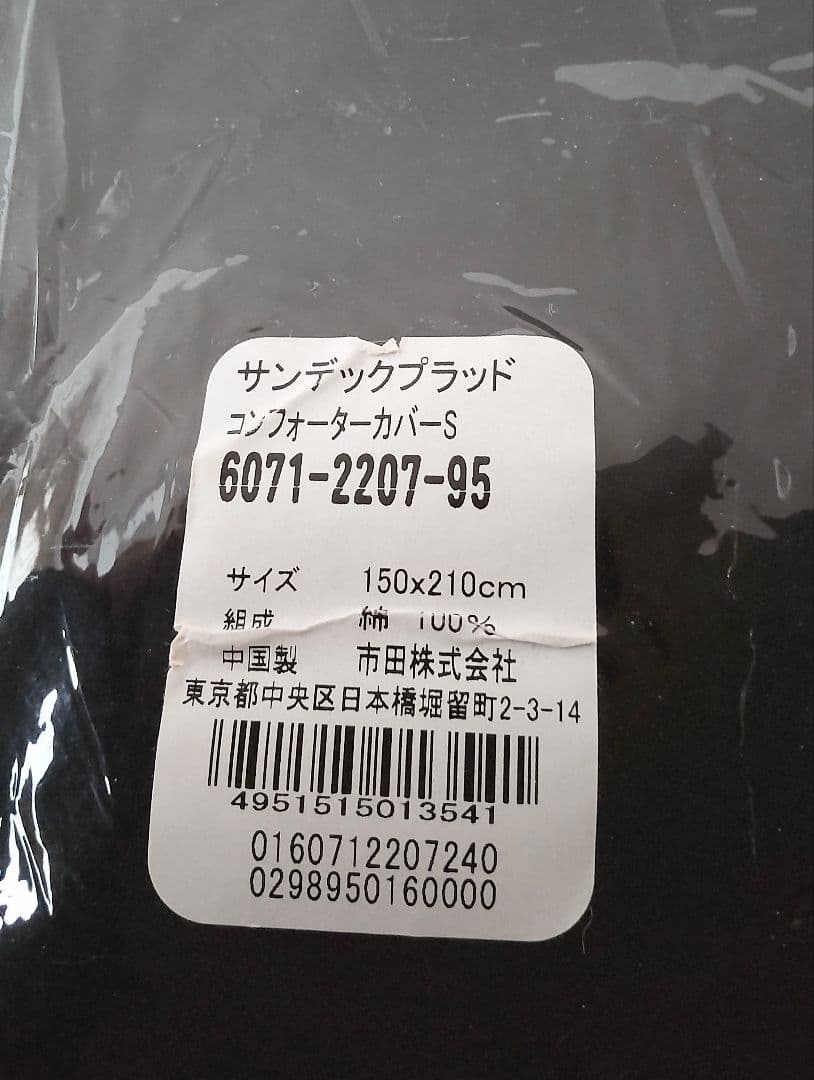 サンデックプラッド
コンフォーターカバーS
6071-2207-95
サイズ 150x210cm
組成 綿 100%
中国製 市田株式会社
東京都中央区日本橋堀留町2-3-14
4951515013541
0160712207240
0298950160000